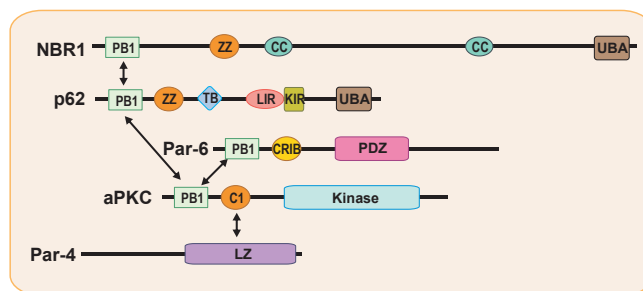 NBR1 PB1 ZZ CC CC UBA
p62 PB1 ZZ TB LIR KIR UBA
Par-6 PB1 CRIB PDZ
aPKC PB1 C1 Kinase
Par-4 LZ